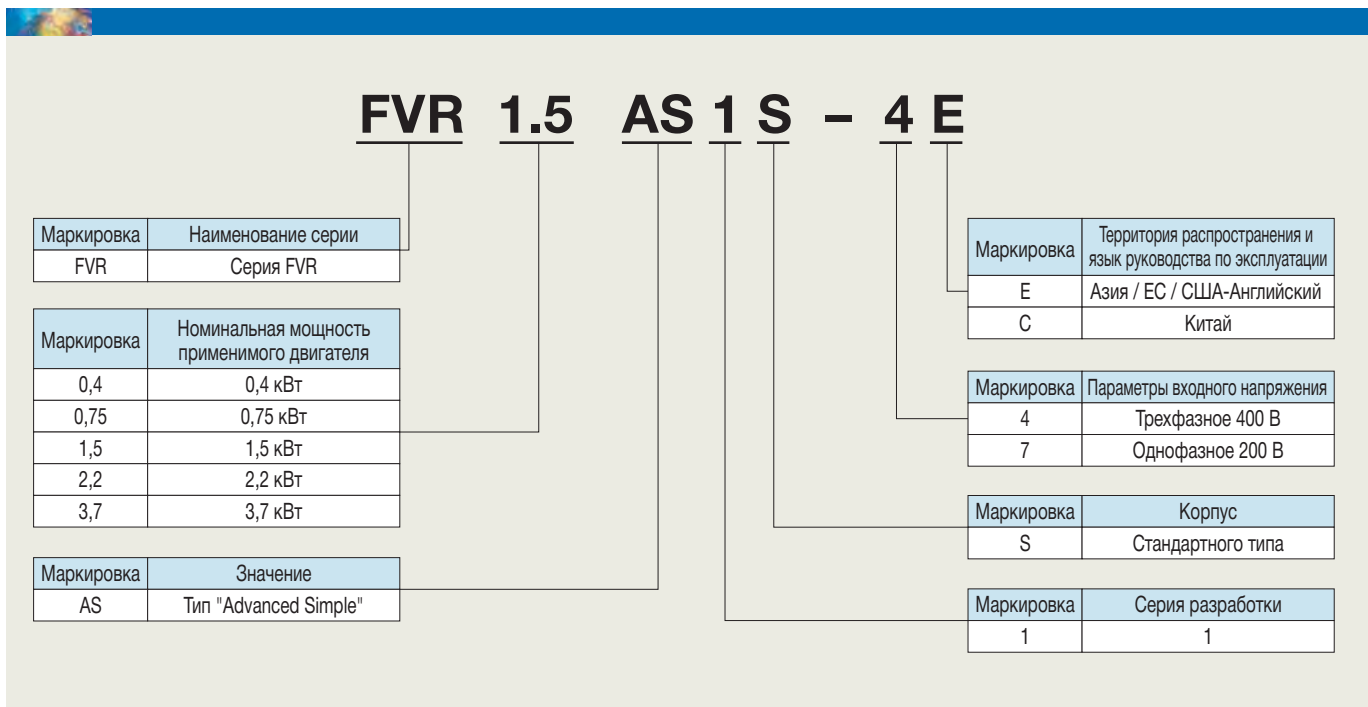 FVR 1.5 AS 1 S – 4 E
Маркировка Наименование серии
FVR Серия FVR
Маркировка Номинальная мощность
применимого двигателя
0,4 0,4 кВт
0,75 0,75 кВт
1,5 1,5 кВт
2,2 2,2 кВт
3,7 3,7 кВт
Маркировка Значение
AS Тип "Advanced Simple"
Маркировка Территория распространения и
язык руководства по эксплуатации
E Азия / ЕС / США-Английский
C Китай
Маркировка Параметры входного напряжения
4 Трехфазное 400 В
7 Однофазное 200 В
Маркировка Корпус
S Стандартного типа
Маркировка Серия разработки
1 1